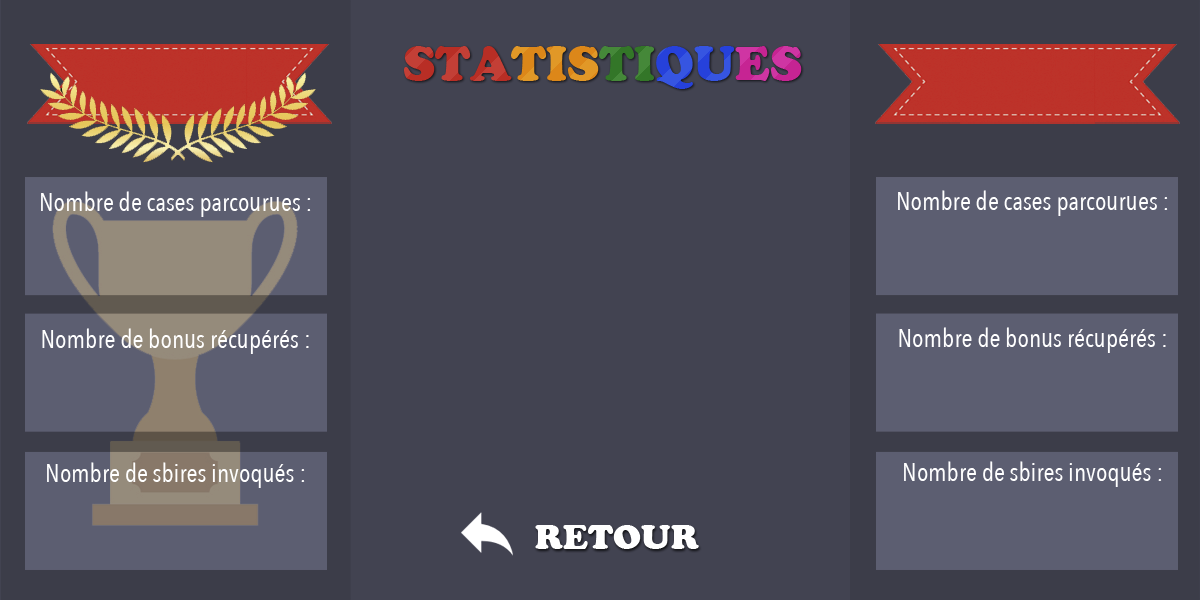 STATISTIQUES
Nombre de cases parcourues :
Nombre de bonus récupérés :
Nombre de sbires invoqués :
Nombre de cases parcourues :
Nombre de bonus récupérés :
Nombre de sbires invoqués :
RETOUR